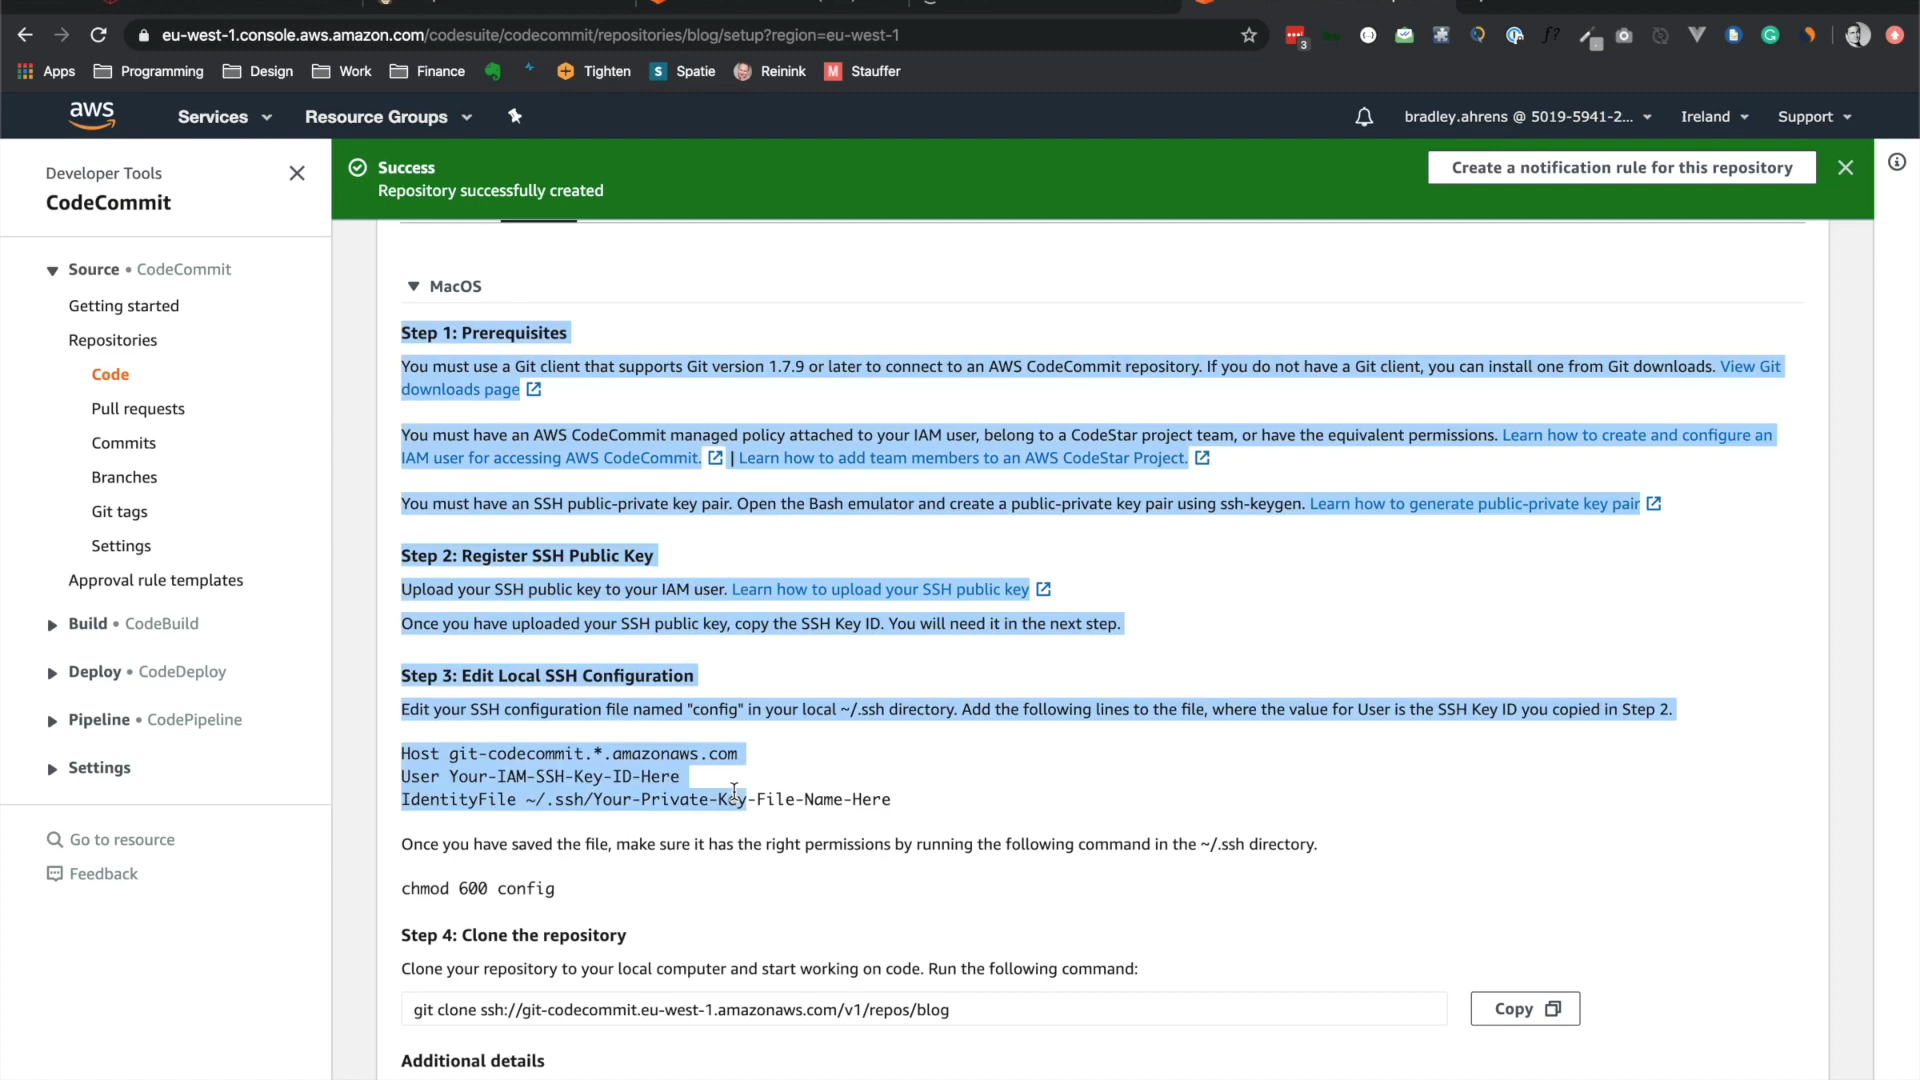 eu-west-1.console.aws.amazon.com/codesuite/codecommit/repositories/blog/setup?region=eu-west-1
3
Apps Programming Design Work Finance Tighten S Spatie Reinink M Stauffer
aws Services Resource Groups bradley.ahrens @ 5019-5941-2... Ireland Support
Developer Tools
CodeCommit
Success
Repository successfully created
Create a notification rule for this repository
Source • CodeCommit
Getting started
Repositories
Code
Pull requests
Commits
Branches
Git tags
Settings
Approval rule templates
Build • CodeBuild
Deploy • CodeDeploy
Pipeline • CodePipeline
Settings
Go to resource
Feedback
MacOS
Step 1: Prerequisites
You must use a Git client that supports Git version 1.7.9 or later to connect to an AWS CodeCommit repository. If you do not have a Git client, you can install one from Git downloads. View Git
downloads page
You must have an AWS CodeCommit managed policy attached to your IAM user, belong to a CodeStar project team, or have the equivalent permissions. Learn how to create and configure an
IAM user for accessing AWS CodeCommit. | Learn how to add team members to an AWS CodeStar Project.
You must have an SSH public-private key pair. Open the Bash emulator and create a public-private key pair using ssh-keygen. Learn how to generate public-private key pair
Step 2: Register SSH Public Key
Upload your SSH public key to your IAM user. Learn how to upload your SSH public key
Once you have uploaded your SSH public key, copy the SSH Key ID. You will need it in the next step.
Step 3: Edit Local SSH Configuration
Edit your SSH configuration file named "config" in your local ~/.ssh directory. Add the following lines to the file, where the value for User is the SSH Key ID you copied in Step 2.
Host git-codecommit.*.amazonaws.com
User Your-IAM-SSH-Key-ID-Here
IdentityFile ~/.ssh/Your-Private-Key-File-Name-Here
Once you have saved the file, make sure it has the right permissions by running the following command in the ~/.ssh directory.
chmod 600 config
Step 4: Clone the repository
Clone your repository to your local computer and start working on code. Run the following command:
git clone ssh://git-codecommit.eu-west-1.amazonaws.com/v1/repos/blog
Copy
Additional details